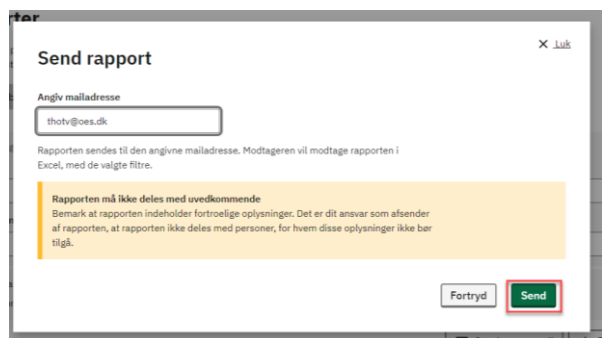 rter
X Luk
Send rapport
Angiv mailadresse
thotv@oes.dk
Rapporten sendes til den angivne mailadresse. Modtageren vil modtage rapporten i
Excel, med de valgte filtre.
Rapporten må ikke deles med uvedkommende
Bemark at rapporten indeholder fortroelige oplysninger. Det er dit ansvar som afsender
af rapporten, at rapporten ikke deles med personer, for hvem disse oplysninger ikke bør
tilgå.
Fortryd
Send